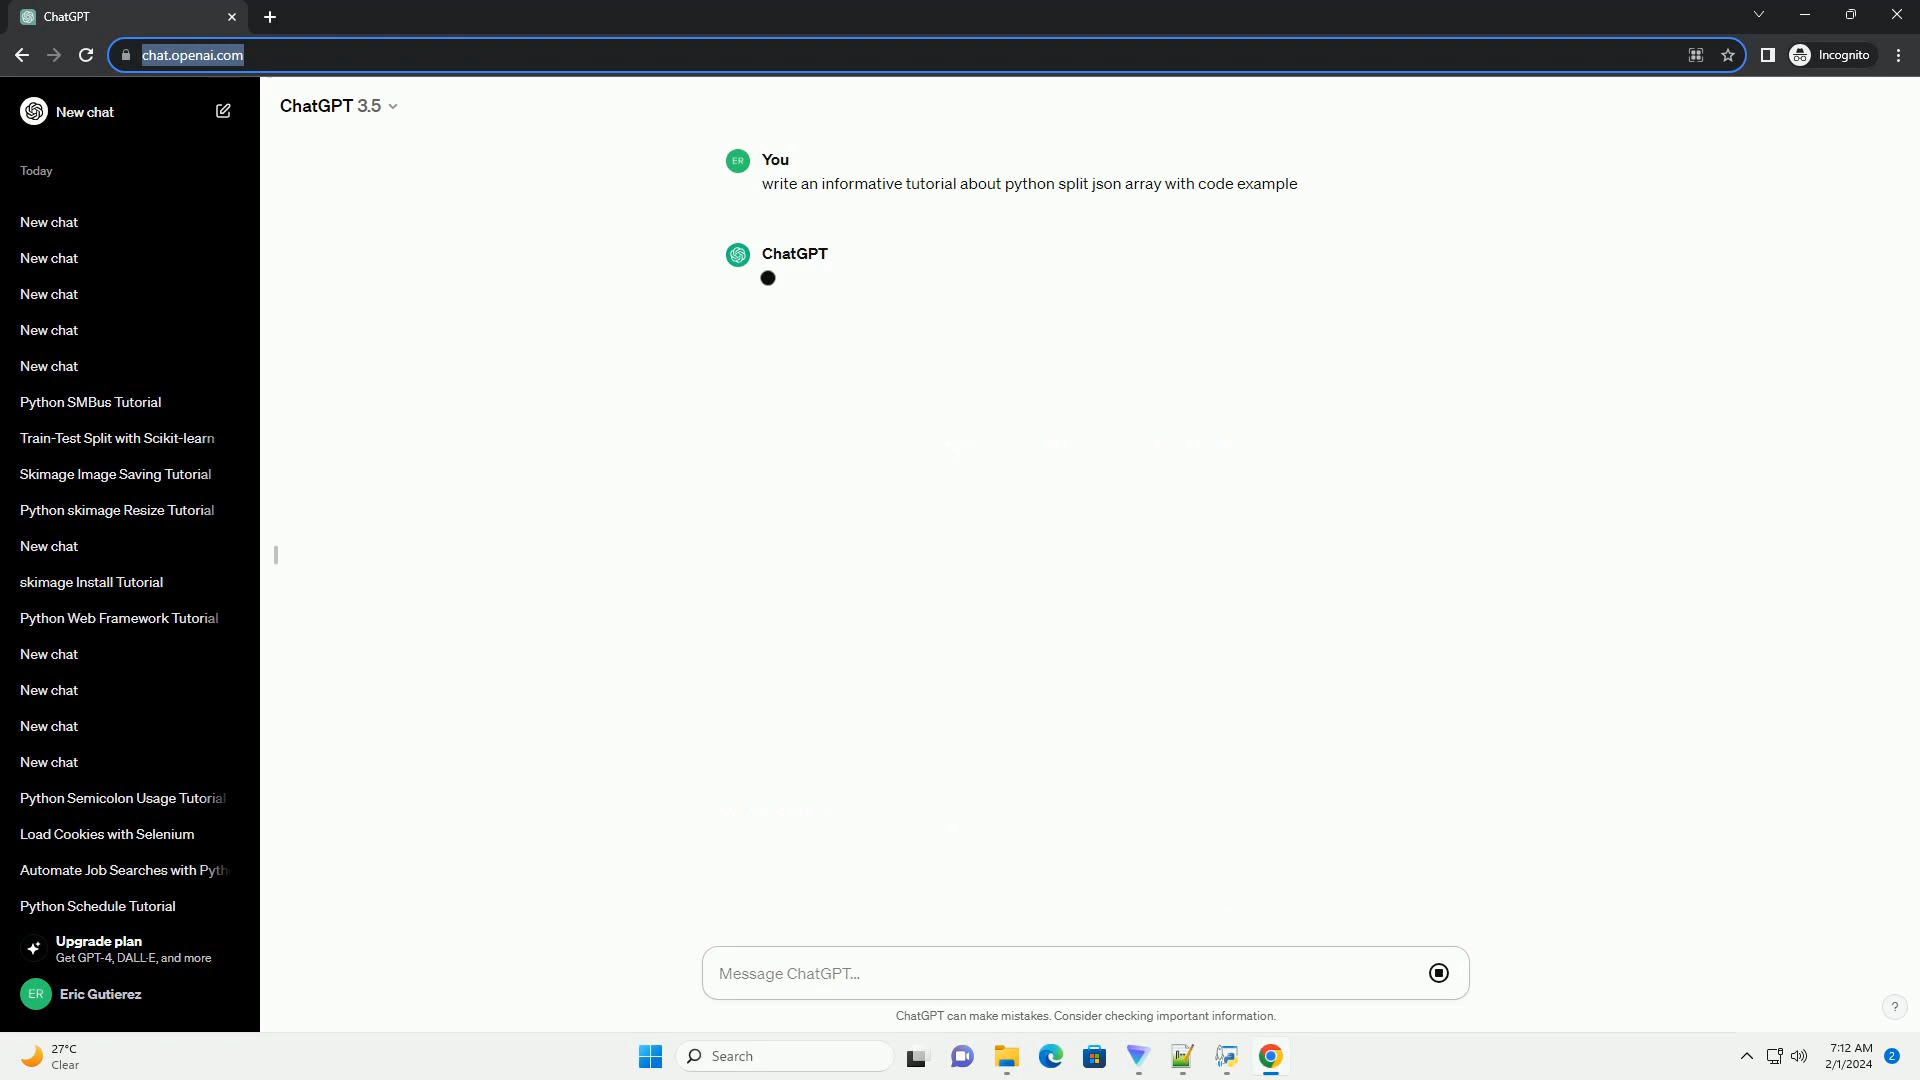 ChatGPT
chat.openai.com
Incognito
New chat
Today
New chat
New chat
New chat
New chat
New chat
Python SMBus Tutorial
Train-Test Split with Scikit-learn
Skimage Image Saving Tutorial
Python skimage Resize Tutorial
New chat
skimage Install Tutorial
Python Web Framework Tutorial
New chat
New chat
New chat
New chat
Python Semicolon Usage Tutorial
Load Cookies with Selenium
Automate Job Searches with Pyth
Python Schedule Tutorial
Upgrade plan
Get GPT-4, DALL·E, and more
ER Eric Gutierez
ChatGPT 3.5
ER You
write an informative tutorial about python split json array with code example
ChatGPT
Message ChatGPT...
ChatGPT can make mistakes. Consider checking important information.
?
27°C
Clear
Search
7:12 AM
2/1/2024
2